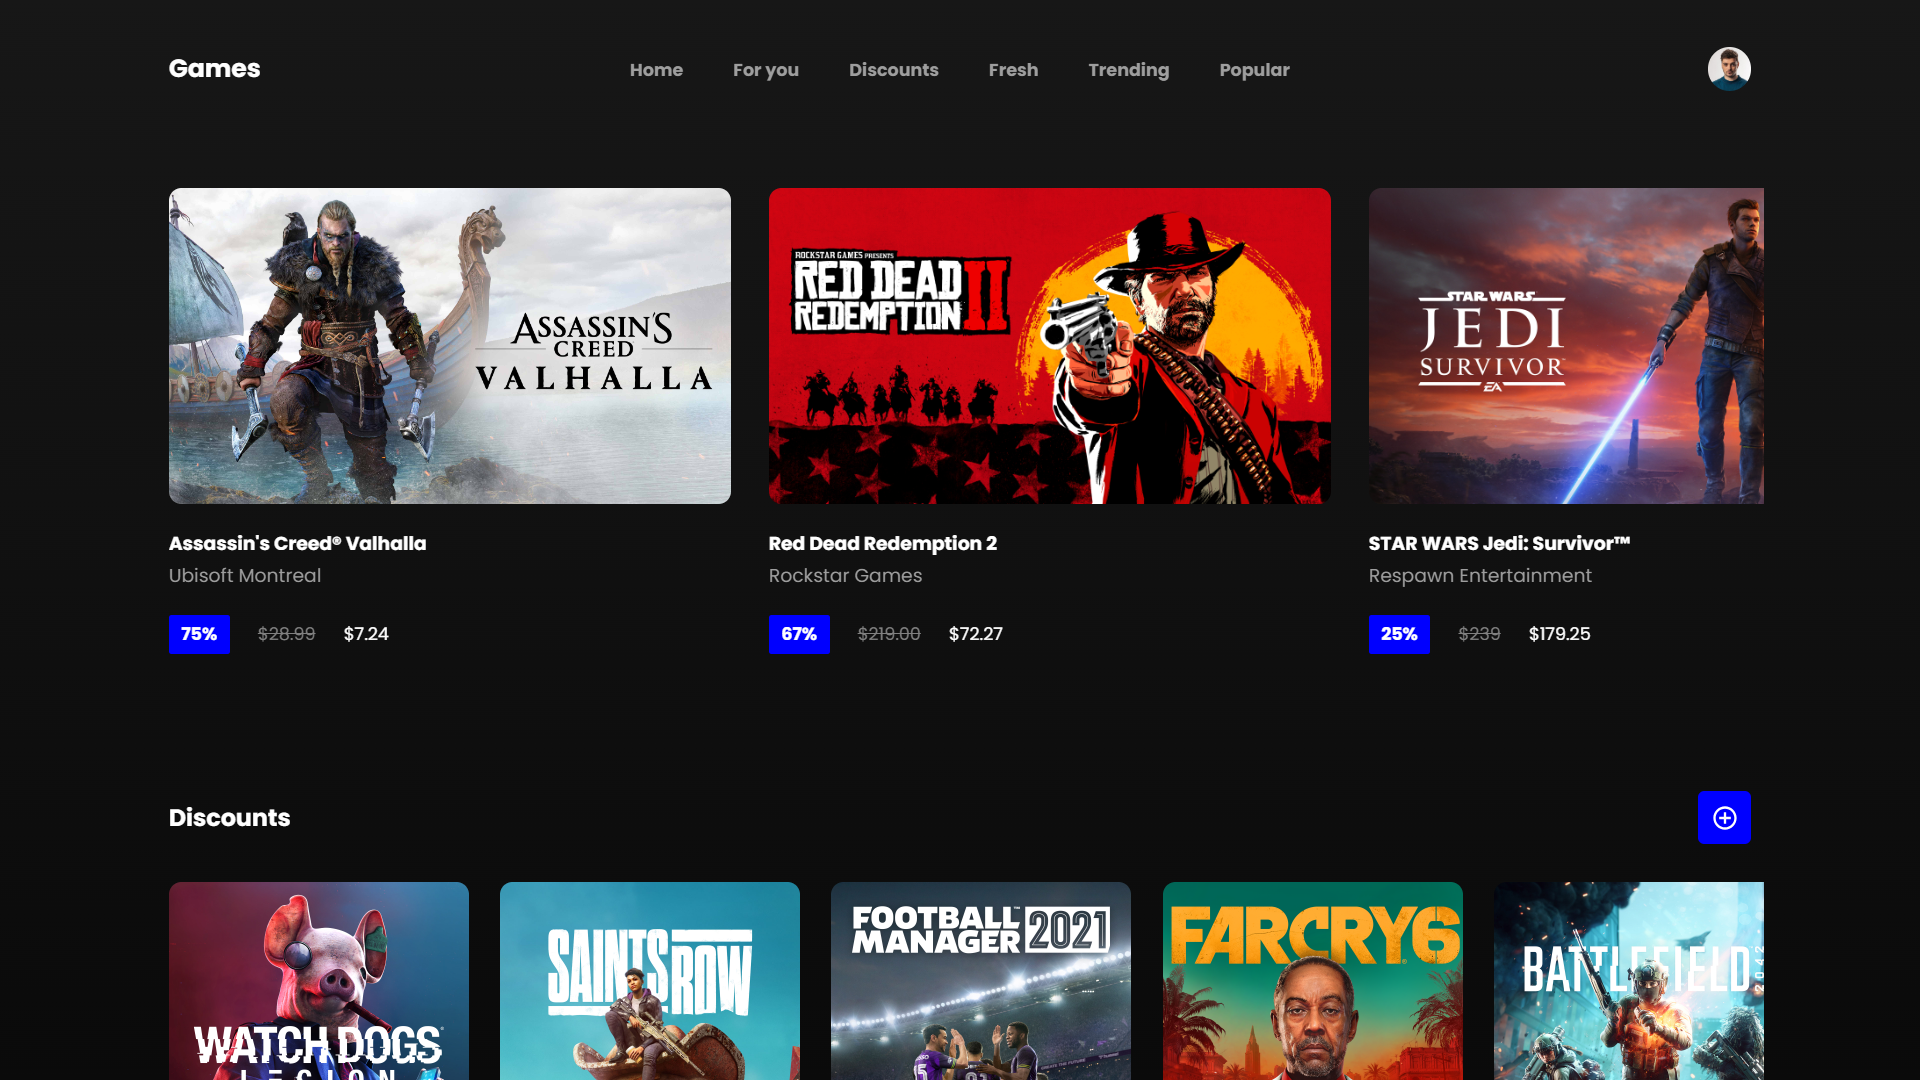 Games
Home
For you
Discounts
Fresh
Trending
Popular
ASSASSIN'S
CREED
VALHALLA
ROCKSTAR GAMES PRESENTS
RED DEAD
REDEMPTION II
STAR WARS
JEDI
SURVIVOR
EA
Assassin's Creed® Valhalla
Ubisoft Montreal
75%
$28.99
$7.24
Red Dead Redemption 2
Rockstar Games
67%
$219.00
$72.27
STAR WARS Jedi: Survivor™
Respawn Entertainment
25%
$239
$179.25
Discounts
WATCH DOGS
LEGION
SAINTS ROW
FOOTBALL™
MANAGER 2021
FARCRY6
BATTLEFIELD
2042